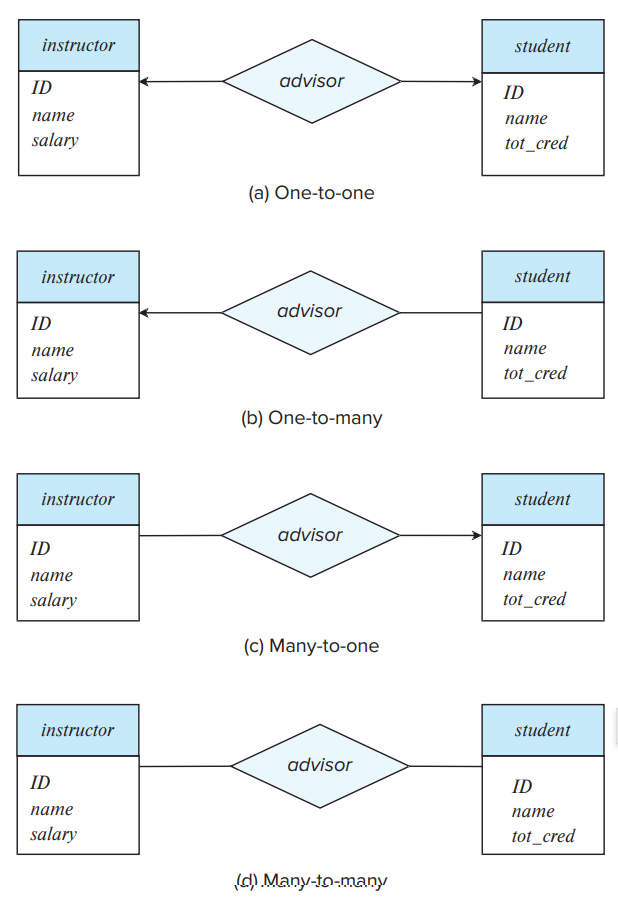 instructor
advisor
student
ID
name
salary
ID
name
tot_cred
(a) One-to-one
instructor
advisor
student
ID
name
salary
ID
name
tot_cred
(b) One-to-many
instructor
advisor
student
ID
name
salary
ID
name
tot_cred
(c) Many-to-one
instructor
advisor
student
ID
name
salary
ID
name
tot_cred
(d) Many-to-many